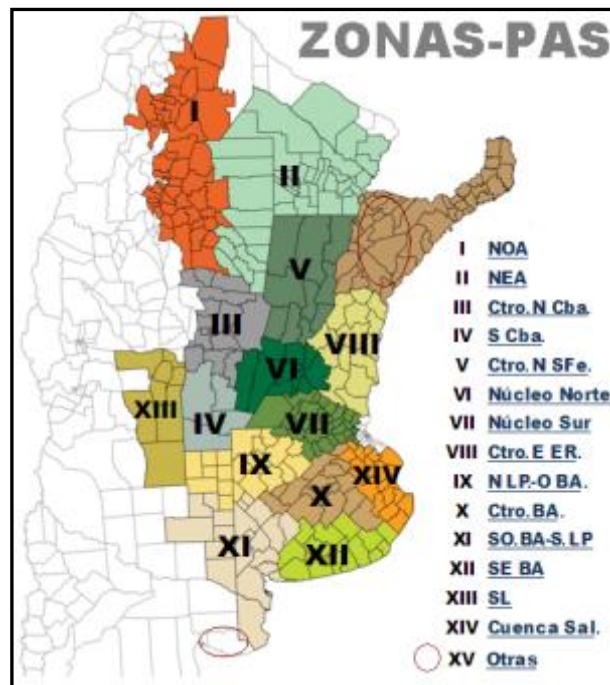 ZONAS-PAS
I
II
V
III
VIII
VI
XIII
IV
VII
IX
XIV
X
XI
XII
I NOA
II NEA
III Ctro.N Cba.
IV S Cba.
V Ctro.N SFe.
VI Núcleo Norte
VII Núcleo Sur
VIII Ctro.E ER.
IX N LP.-O BA.
X Ctro.BA.
XI SO.BA-S.LP
XII SE BA
XIII SL
XIV Cuenca Sal.
XV Otras